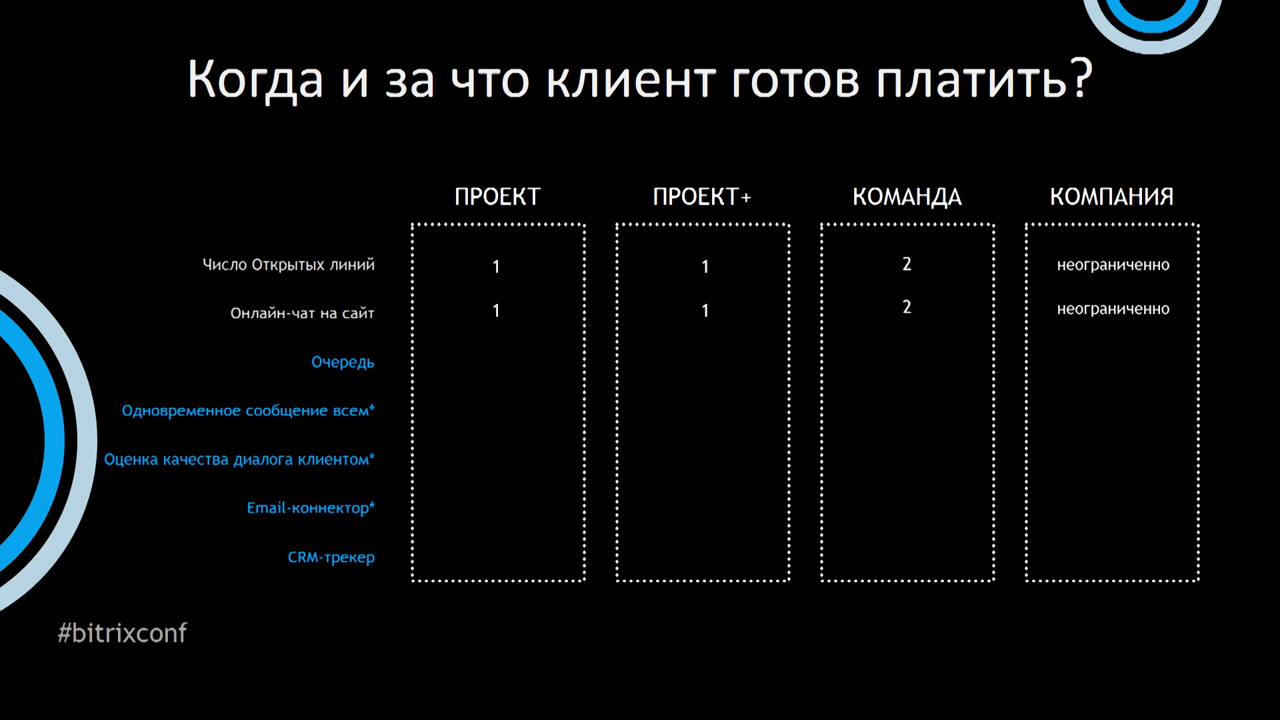 Когда и за что клиент готов платить?
ПРОЕКТ ПРОЕКТ+ КОМАНДА КОМПАНИЯ
Число Открытых линий 1 1 2 неограниченно
Онлайн-чат на сайт 1 1 2 неограниченно
Очередь
Одновременное сообщение всем*
Оценка качества диалога клиентом*
Email-коннектор*
CRM-трекер
#bitrixconf